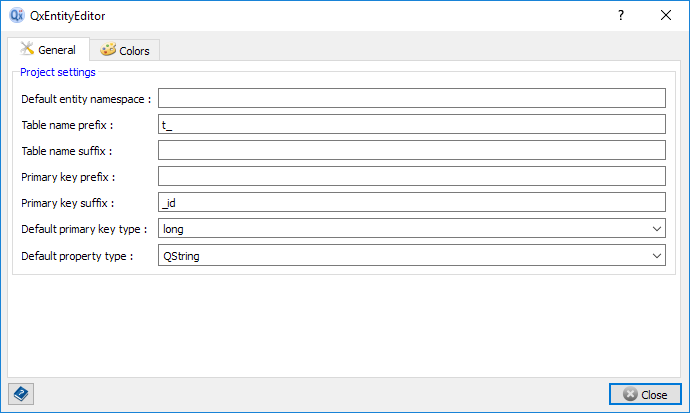 QxEntityEditor
General
Colors
Project settings
Default entity namespace :
Table name prefix : t_
Table name suffix :
Primary key prefix :
Primary key suffix : _id
Default primary key type : long
Default property type : QString
Close